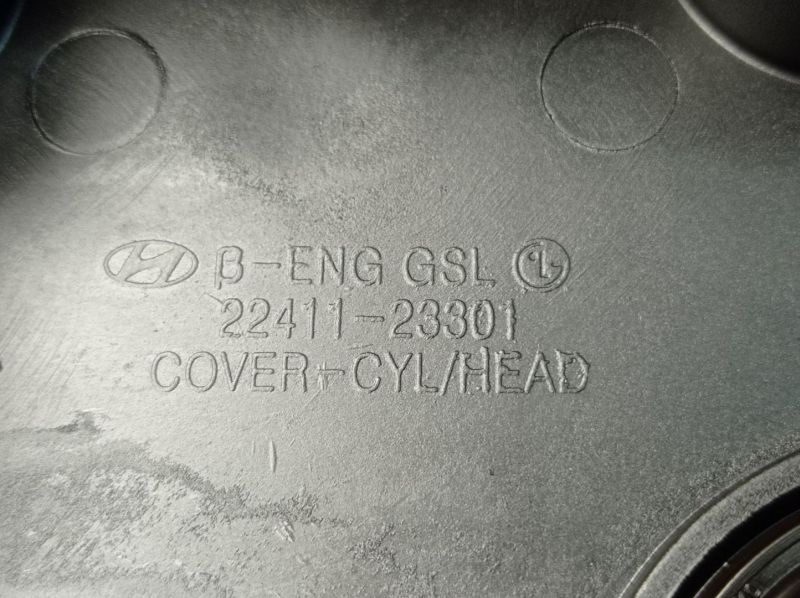 β-ENG GSL
22411-23301
COVER-CYL/HEAD